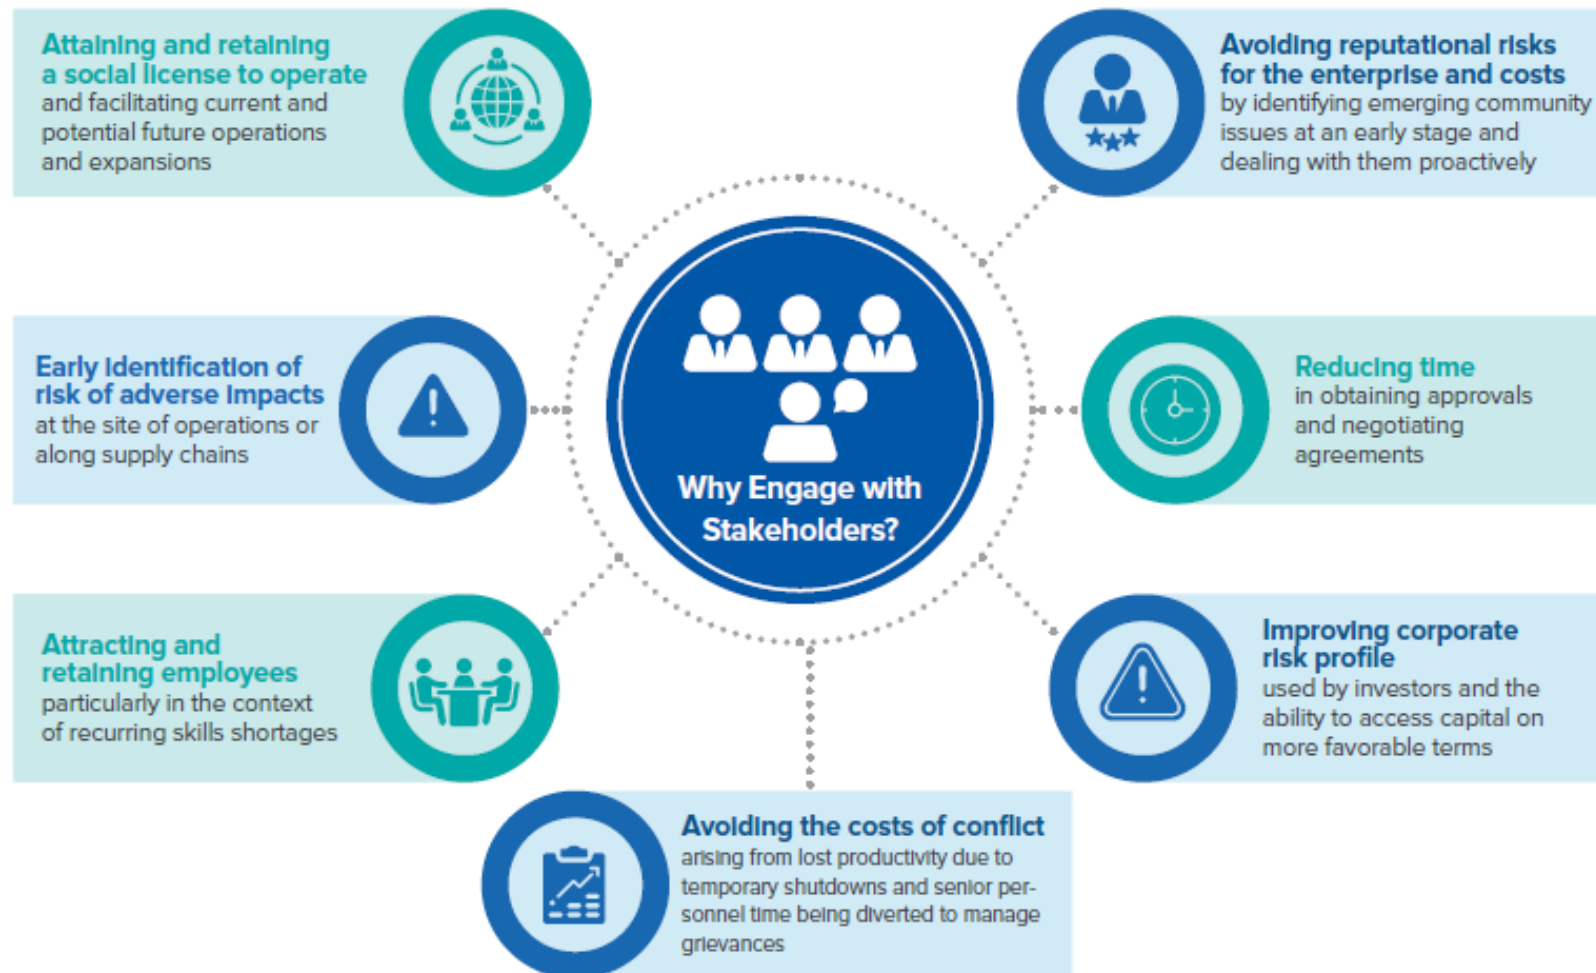 Attaining and retaining
a social license to operate
and facilitating current and
potential future operations
and expansions
Avoiding reputational risks
for the enterprise and costs
by identifying emerging community
issues at an early stage and
dealing with them proactively
Early identification of
risk of adverse impacts
at the site of operations or
along supply chains
Why Engage with
Stakeholders?
Reducing time
in obtaining approvals
and negotiating
agreements
Attracting and
retaining employees
particularly in the context
of recurring skills shortages
Improving corporate
risk profile
used by investors and the
ability to access capital on
more favorable terms
Avoiding the costs of conflict
arising from lost productivity due to
temporary shutdowns and senior per-
sonnel time being diverted to manage
grievances